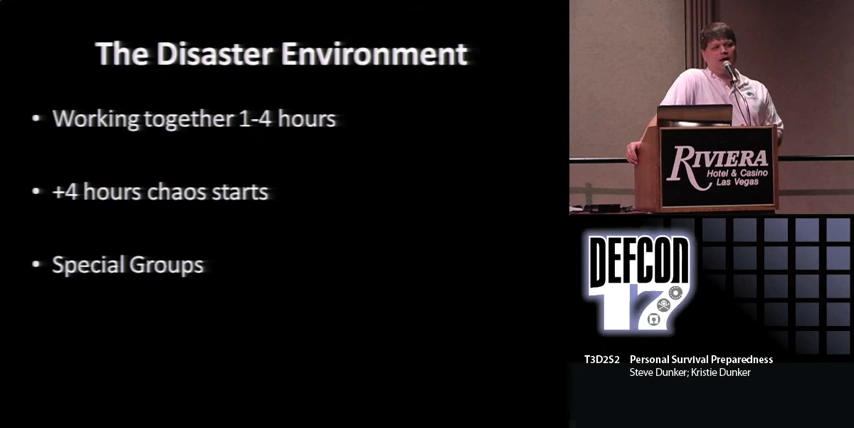 The Disaster Environment
• Working together 1-4 hours
• +4 hours chaos starts
• Special Groups
RIVIERA
Hotel & Casino
Las Vegas
DEFCON
17
T3D2S2 Personal Survival Preparedness
Steve Dunker; Kristie Dunker